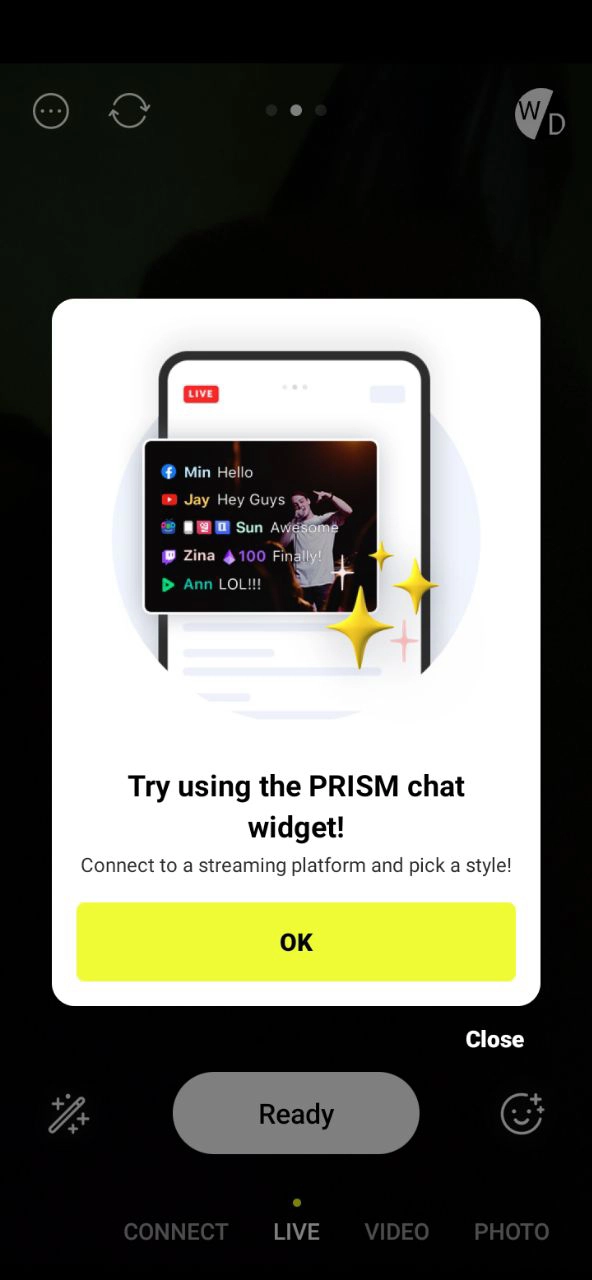 W
D
LIVE
Min Hello
Jay Hey Guys
Sun Awesome
Zina 100 Finally!
Ann LOL!!!
Try using the PRISM chat
widget!
Connect to a streaming platform and pick a style!
OK
Close
Ready
CONNECT LIVE VIDEO PHOTO